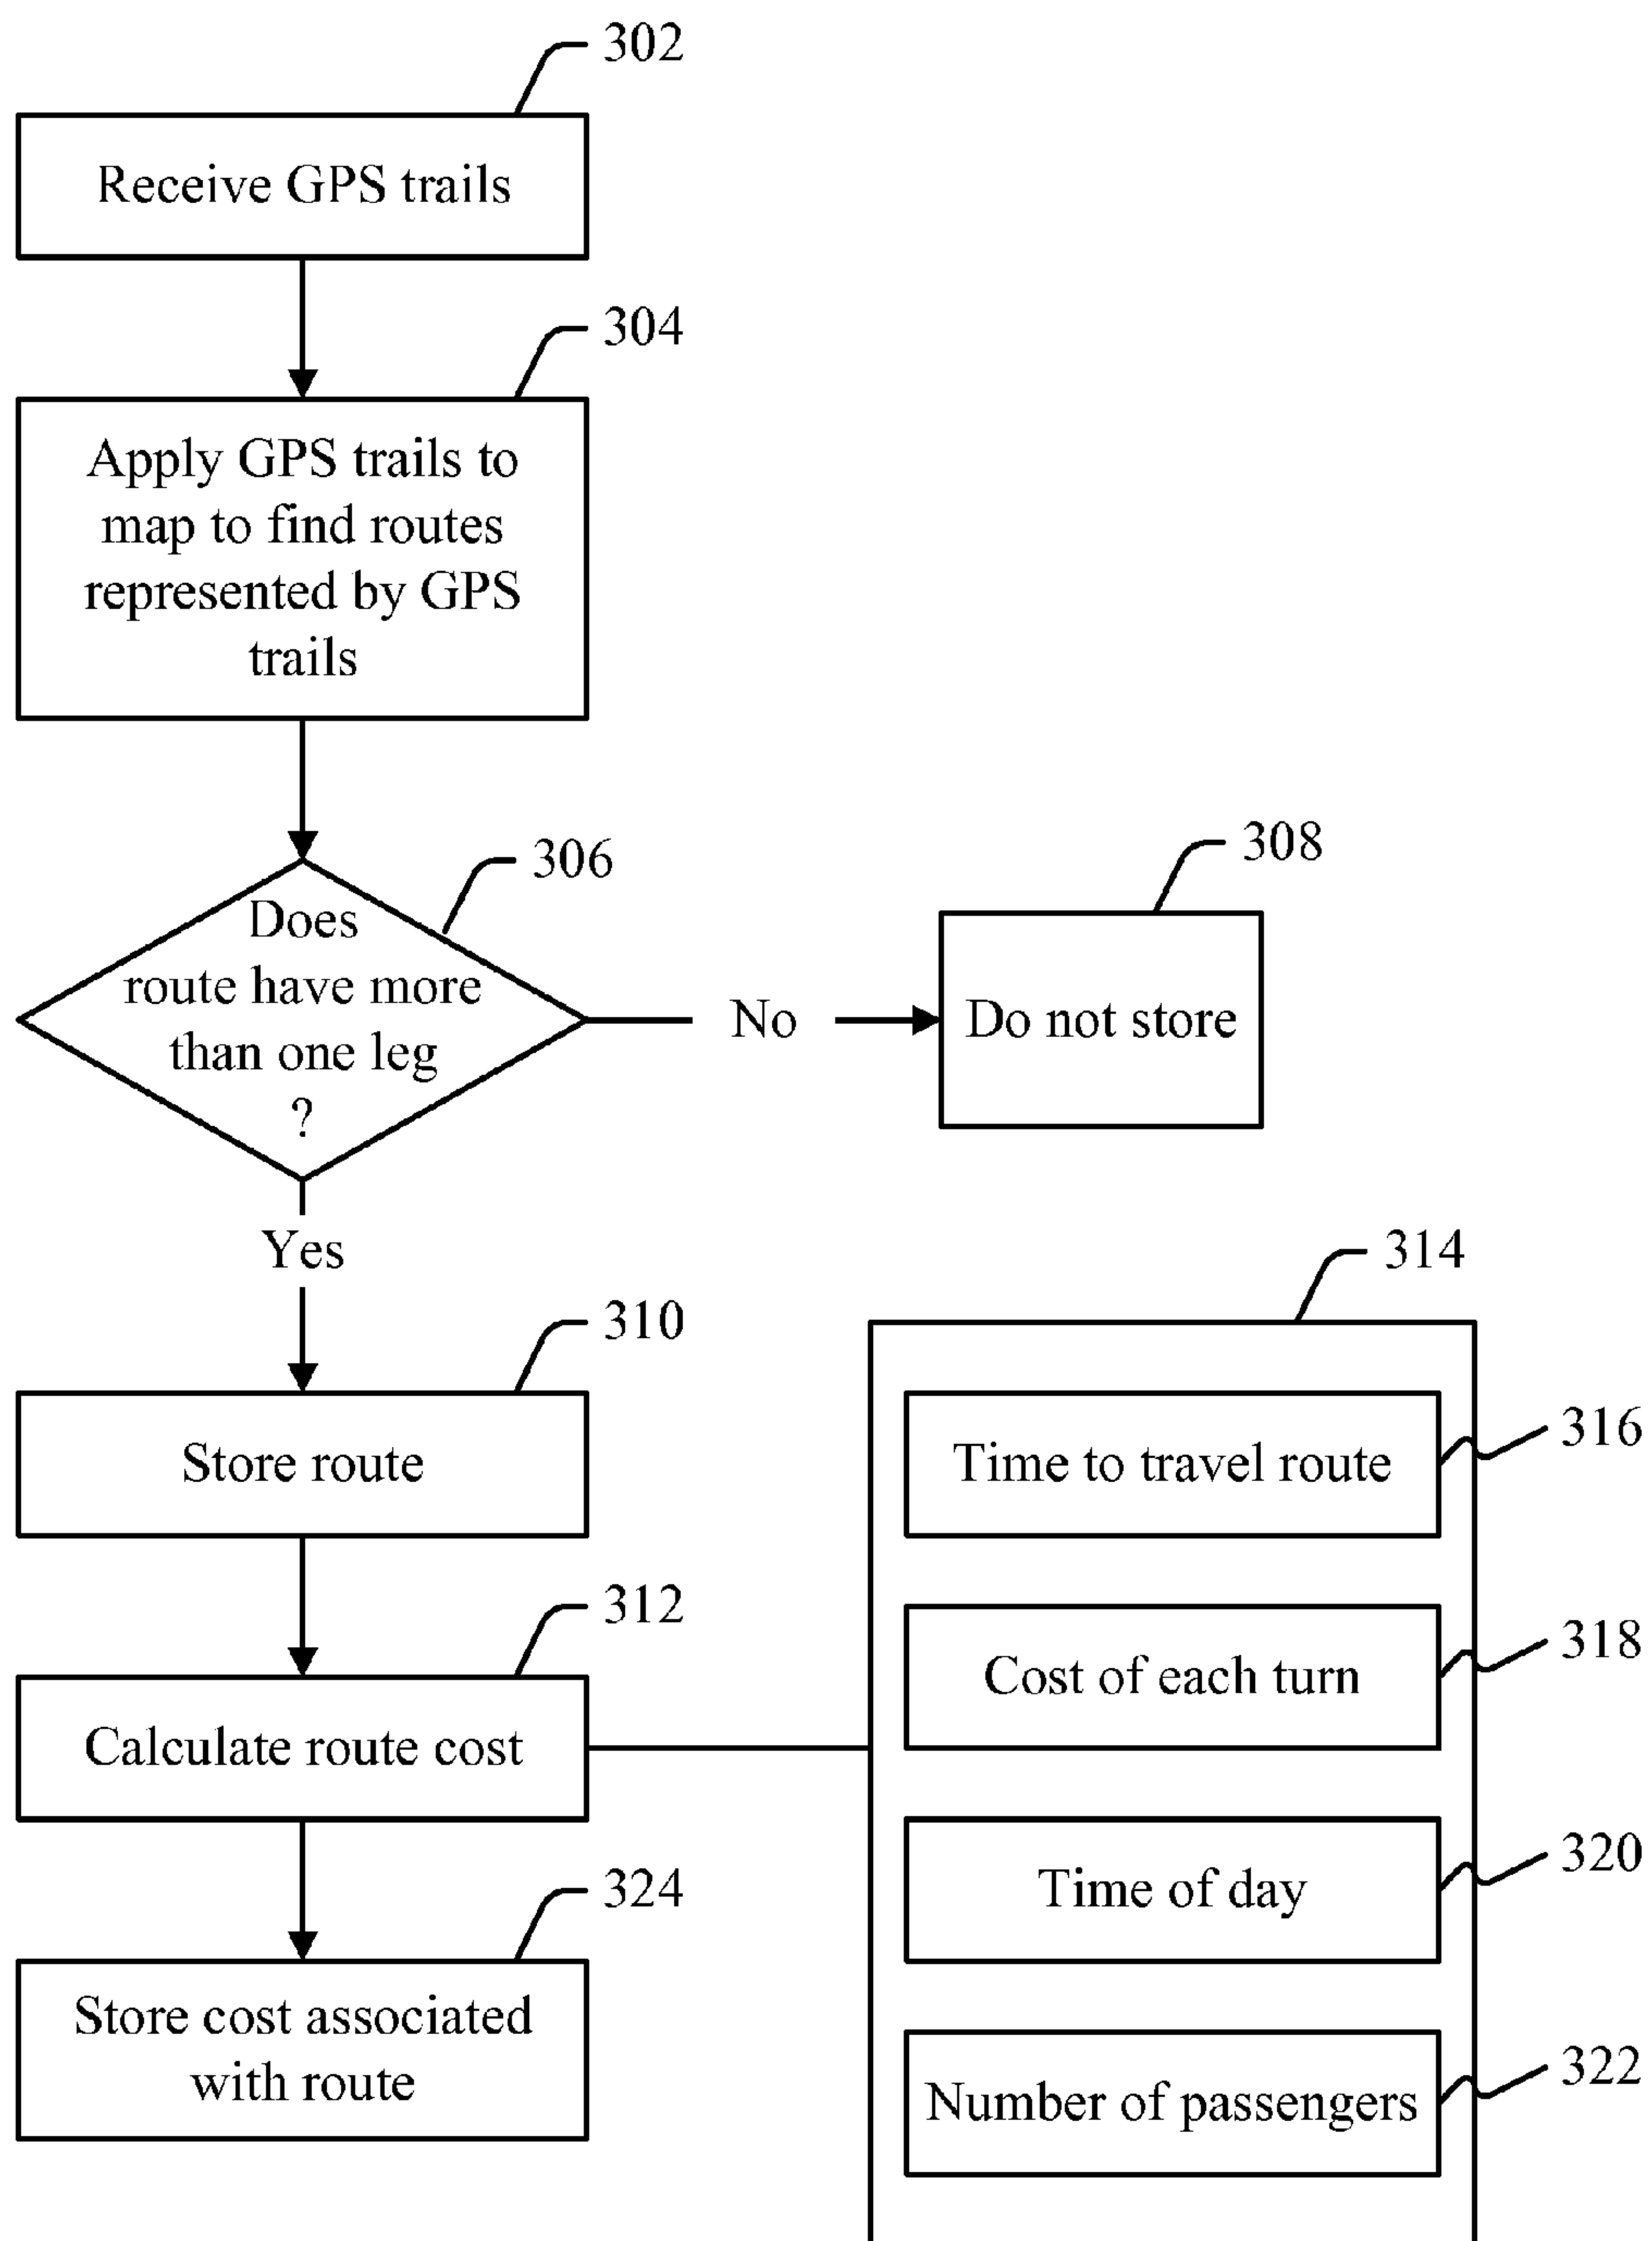 302
Receive GPS trails
304
Apply GPS trails to
map to find routes
represented by GPS
trails
306
Does
route have more
than one leg
?
No
308
Do not store
Yes
310
Store route
312
Calculate route cost
314
316
Time to travel route
318
Cost of each turn
320
Time of day
322
Number of passengers
324
Store cost associated
with route